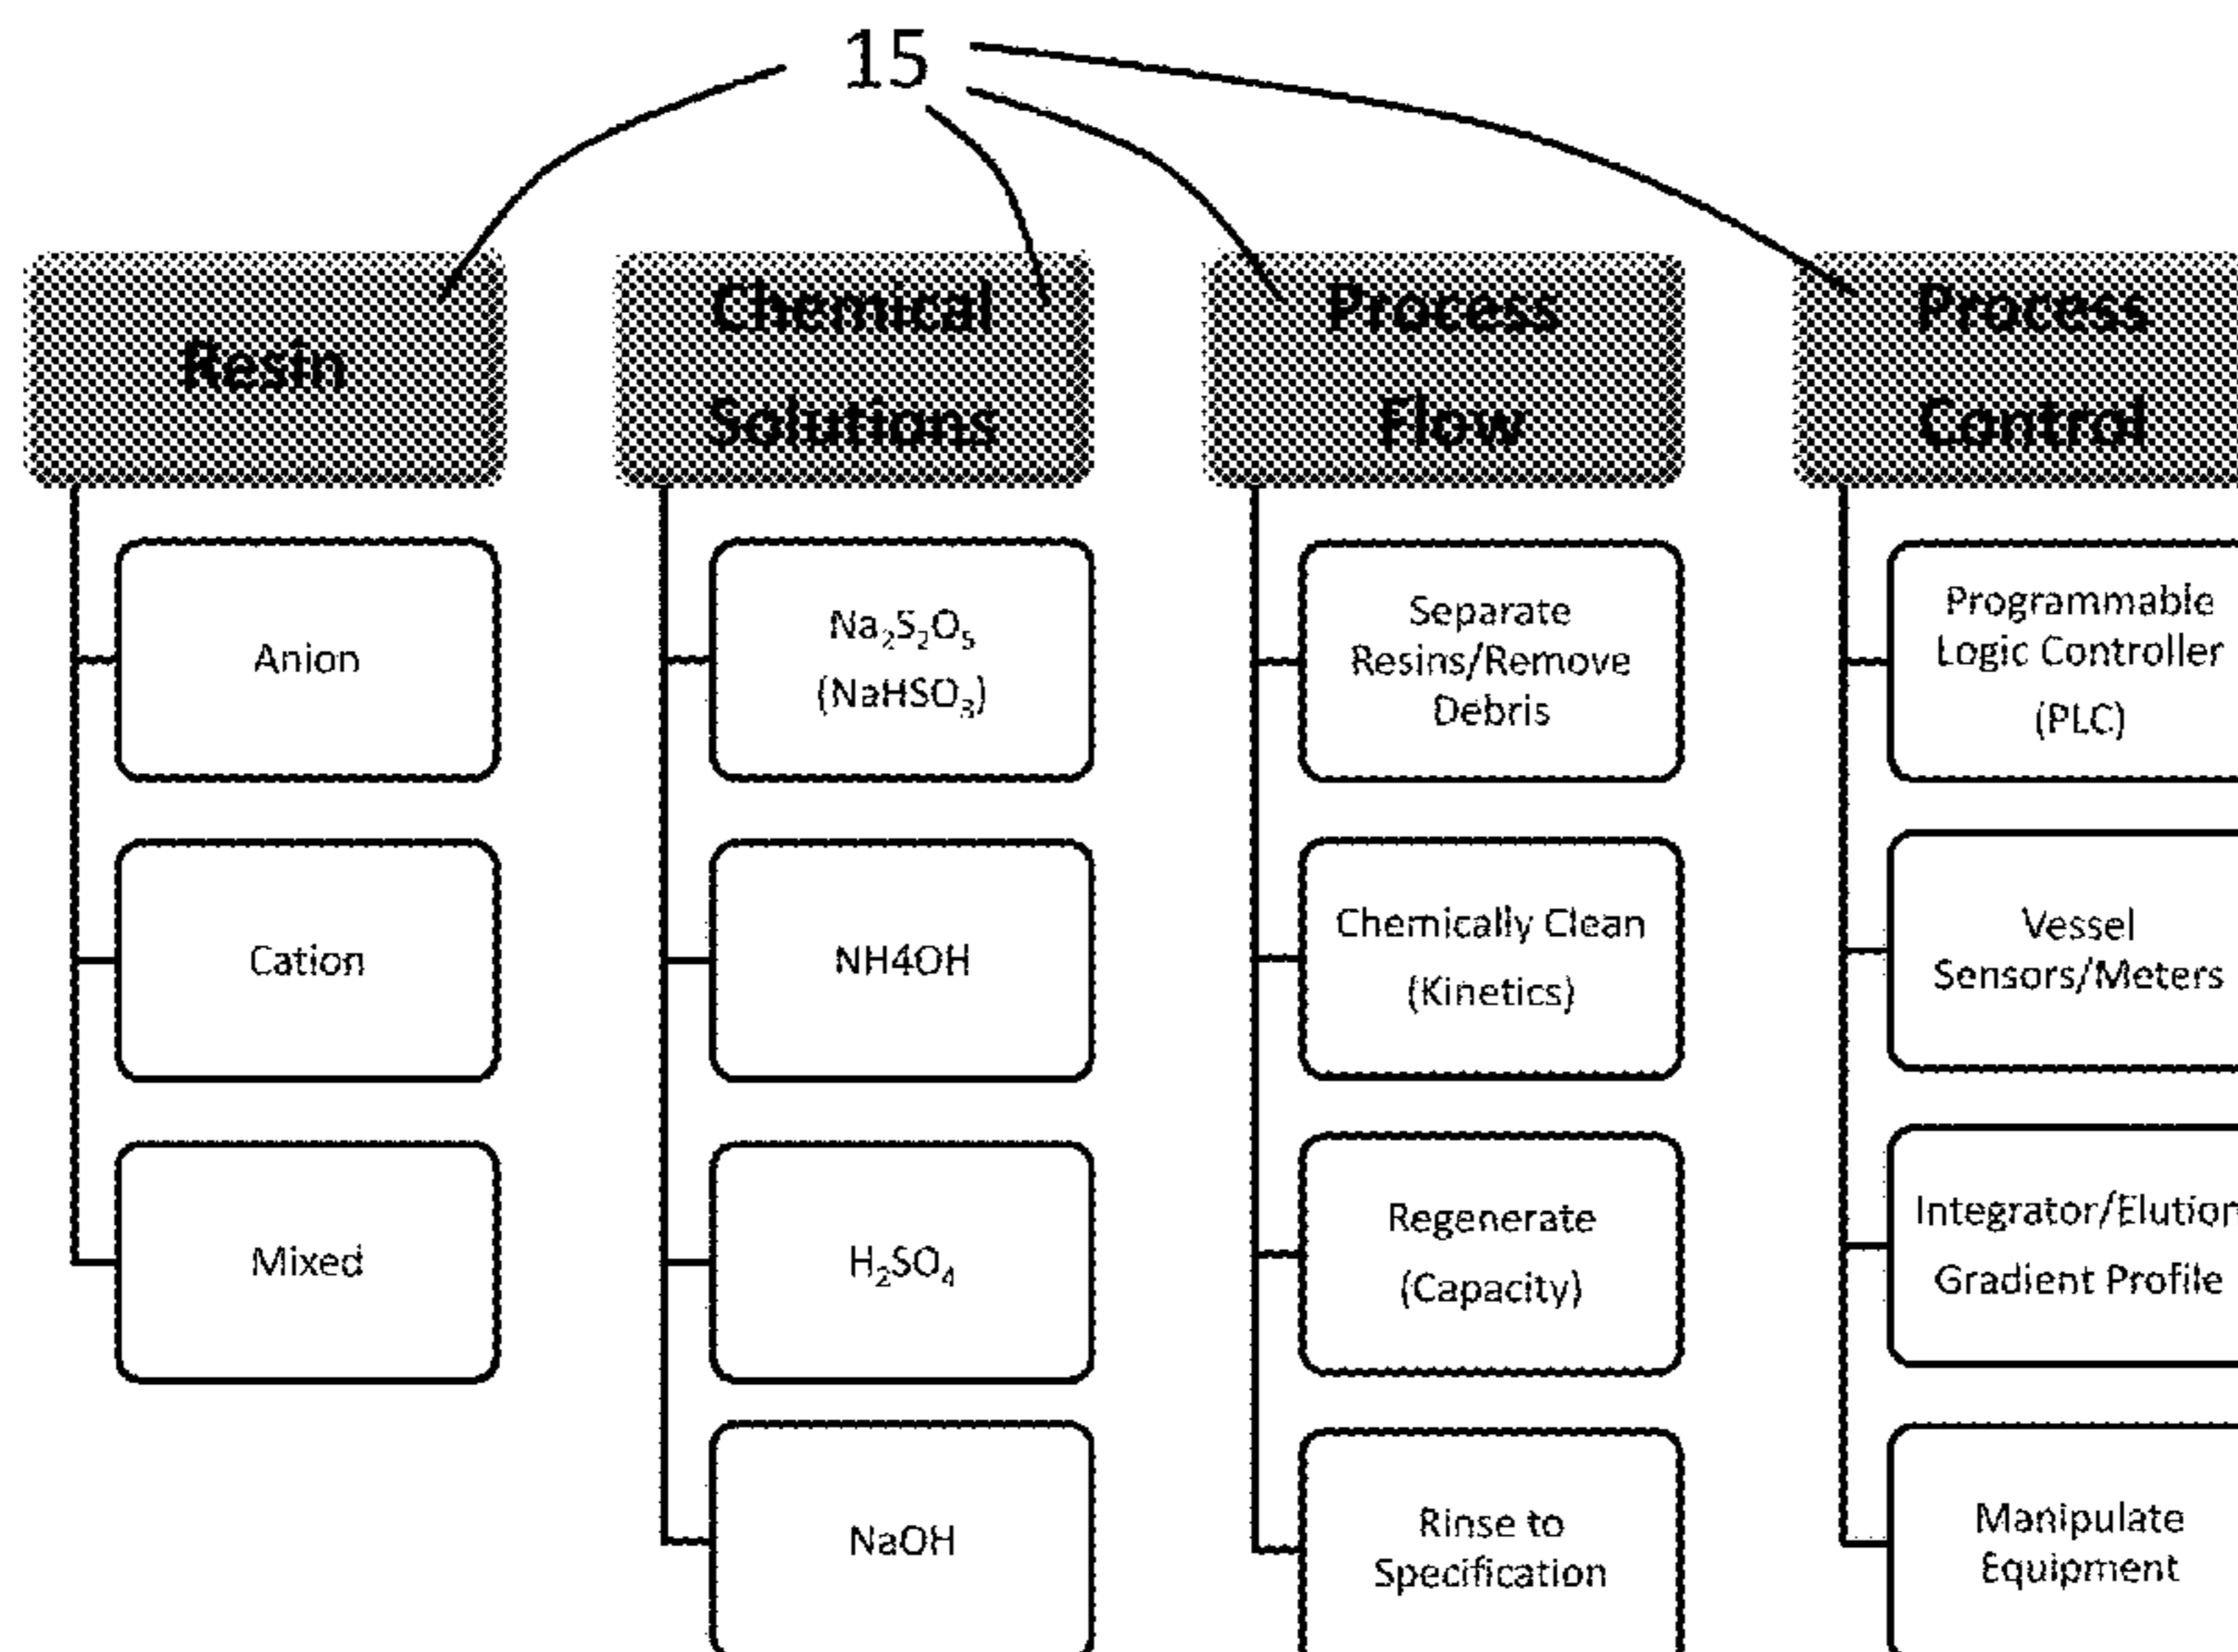 15
Resin
Anion
Cation
Mixed
Chemical
Solutions
Na₂S₂O₅
(NaHSO₃)
NH4OH
H₂SO₄
NaOH
Process
Flow
Separate
Resins/Remove
Debris
Chemically Clean
(Kinetics)
Regenerate
(Capacity)
Rinse to
Specification
Process
Control
Programmable
Logic Controller
(PLC)
Vessel
Sensors/Meters
Integrator/Elution
Gradient Profile
Manipulate
Equipment